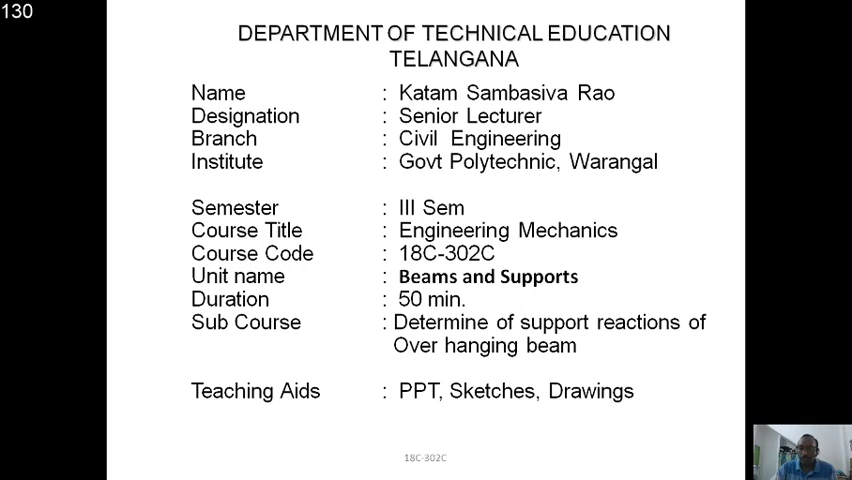 130
DEPARTMENT OF TECHNICAL EDUCATION
TELANGANA
Name : Katam Sambasiva Rao
Designation : Senior Lecturer
Branch : Civil Engineering
Institute : Govt Polytechnic, Warangal
Semester : III Sem
Course Title : Engineering Mechanics
Course Code : 18C-302C
Unit name : Beams and Supports
Duration : 50 min.
Sub Course : Determine of support reactions of
Over hanging beam
Teaching Aids : PPT, Sketches, Drawings
18C-302C